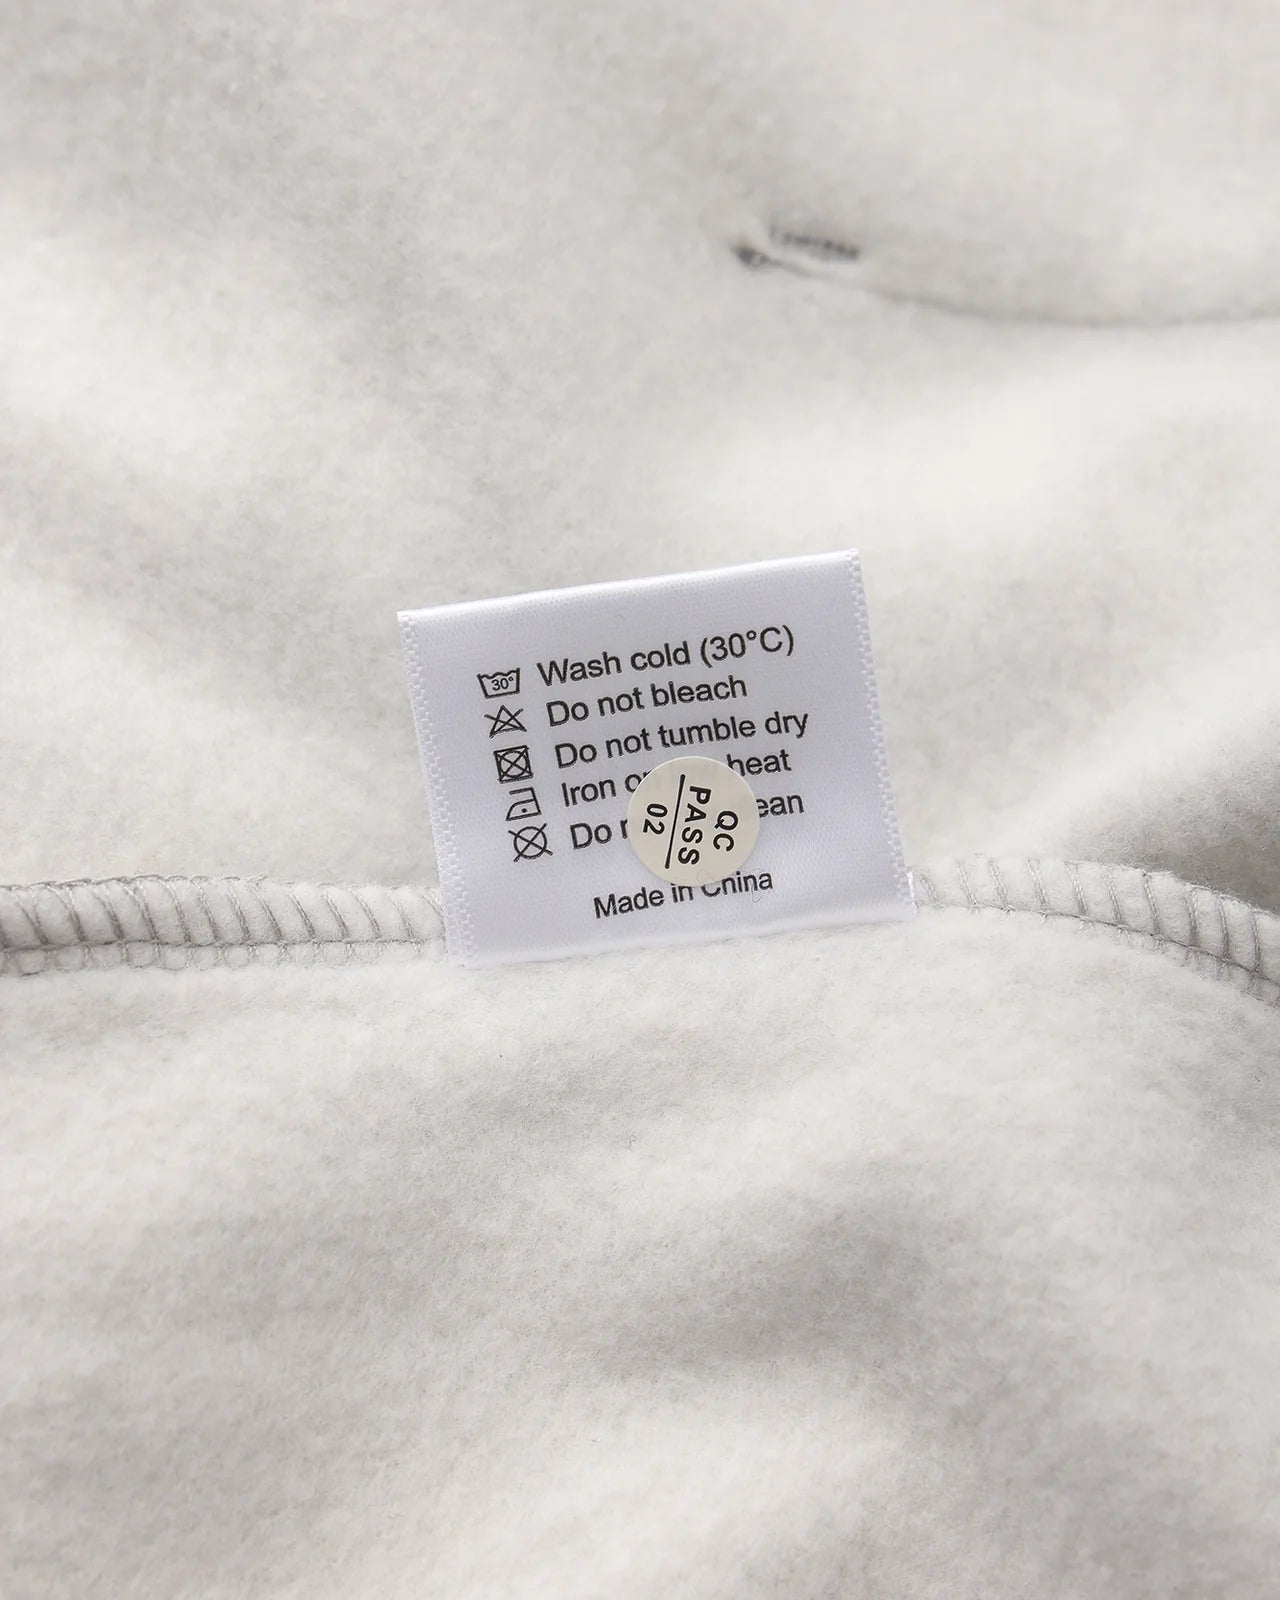 30°
Wash cold (30°C)
Do not bleach
Do not tumble dry
Iron heat
Do
Made in China
QC
PASS
02